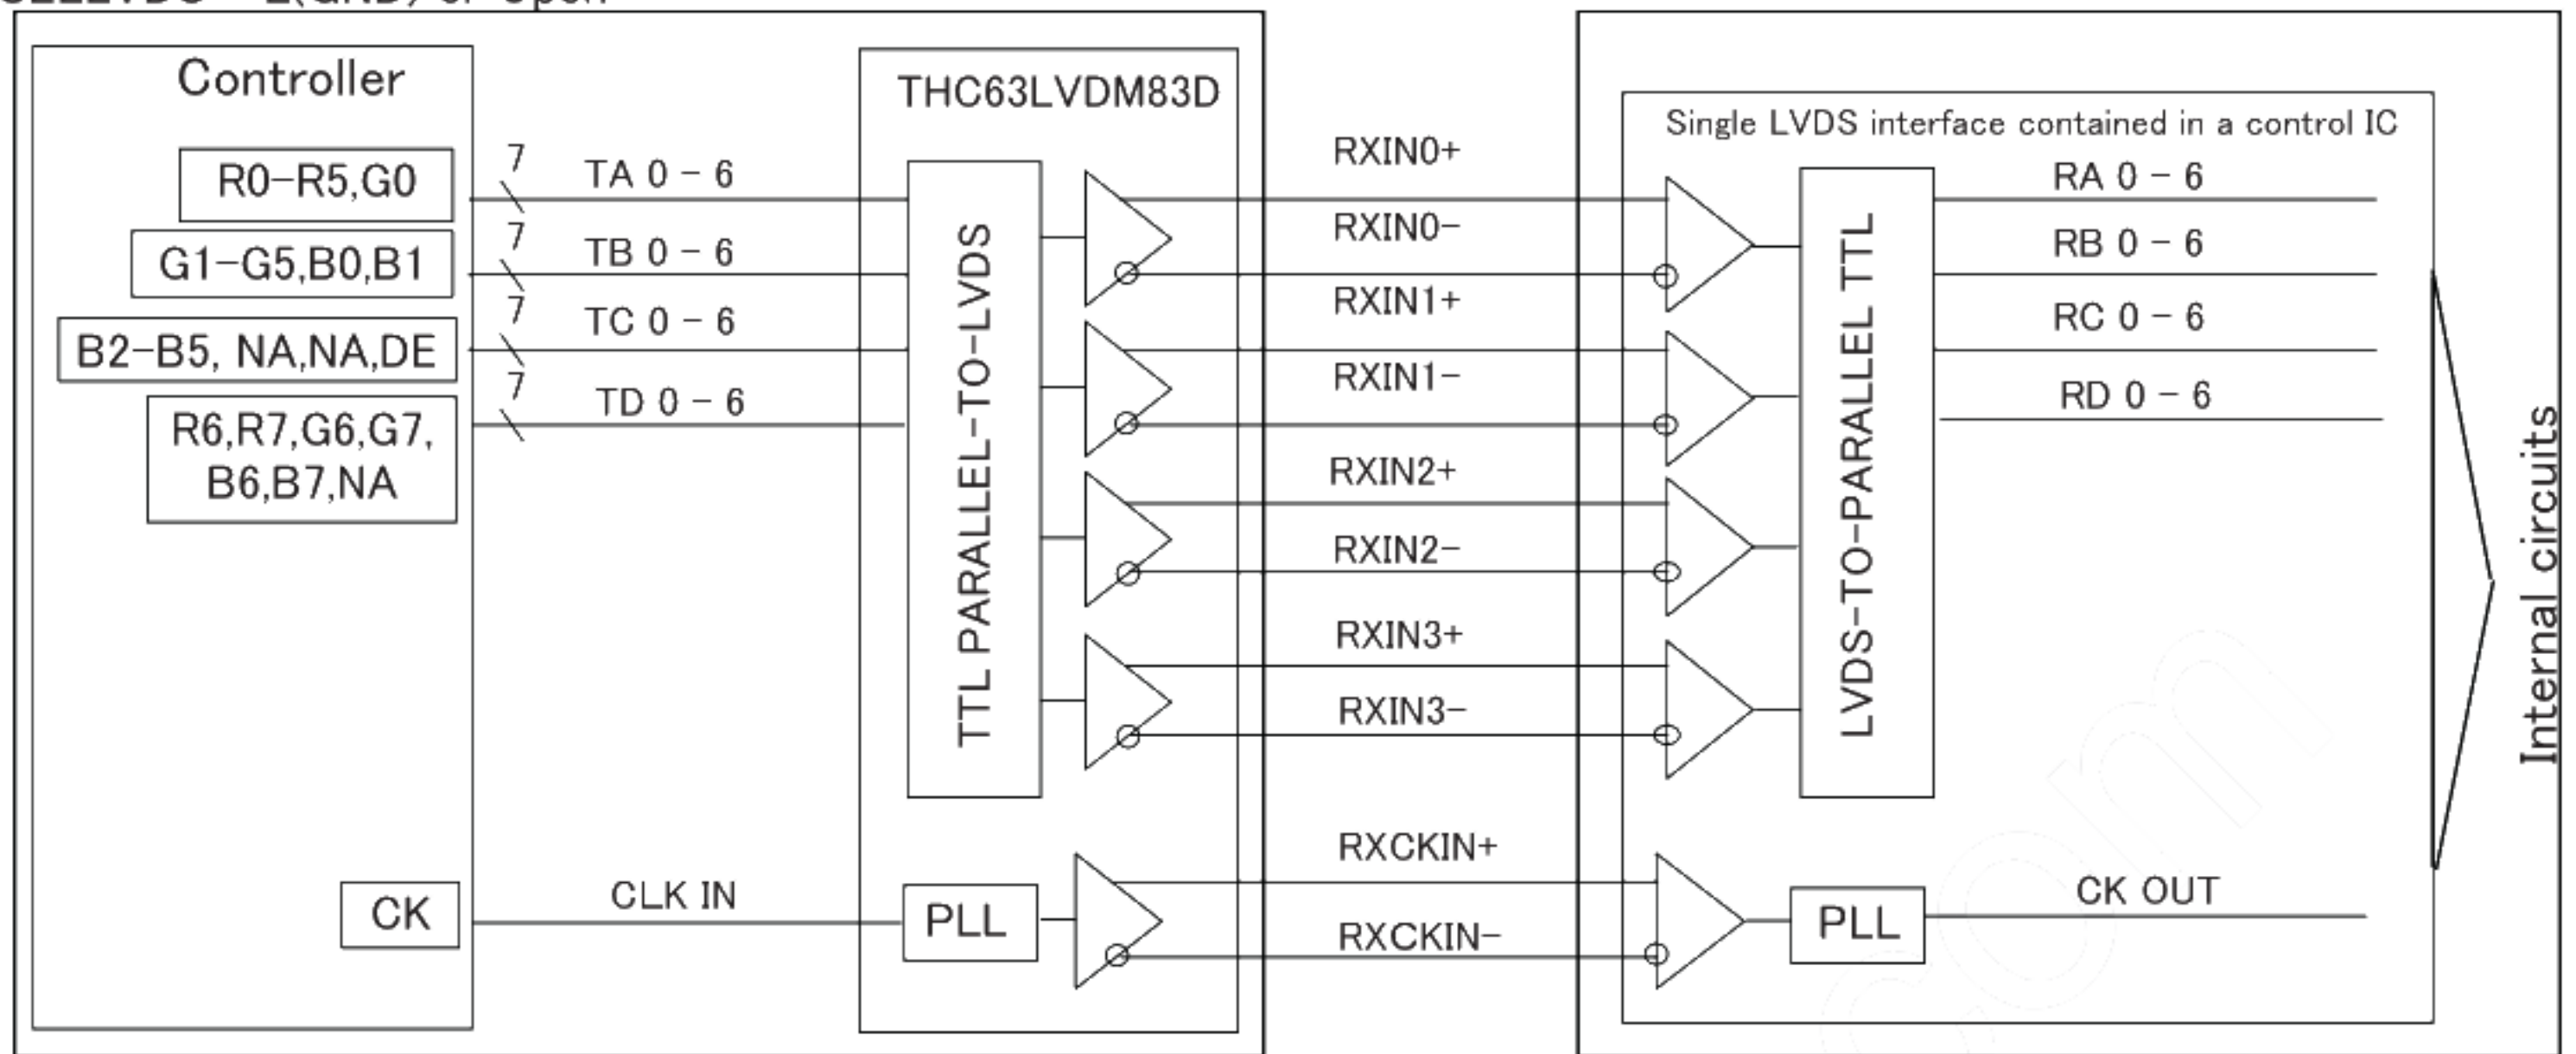 Controller
R0-R5,G0
G1-G5,B0,B1
B2-B5, NA,NA,DE
R6,R7,G6,G7,
B6,B7,NA
CK
7
TA 0 - 6
7
TB 0 - 6
7
TC 0 - 6
7
TD 0 - 6
CLK IN
THC63LVDM83D
TTL PARALLEL-TO-LVDS
PLL
RXIN0+
RXIN0-
RXIN1+
RXIN1-
RXIN2+
RXIN2-
RXIN3+
RXIN3-
RXCKIN+
RXCKIN-
Single LVDS interface contained in a control IC
LVDS-TO-PARALLEL TTL
PLL
RA 0 - 6
RB 0 - 6
RC 0 - 6
RD 0 - 6
CK OUT
Internal circuits
com